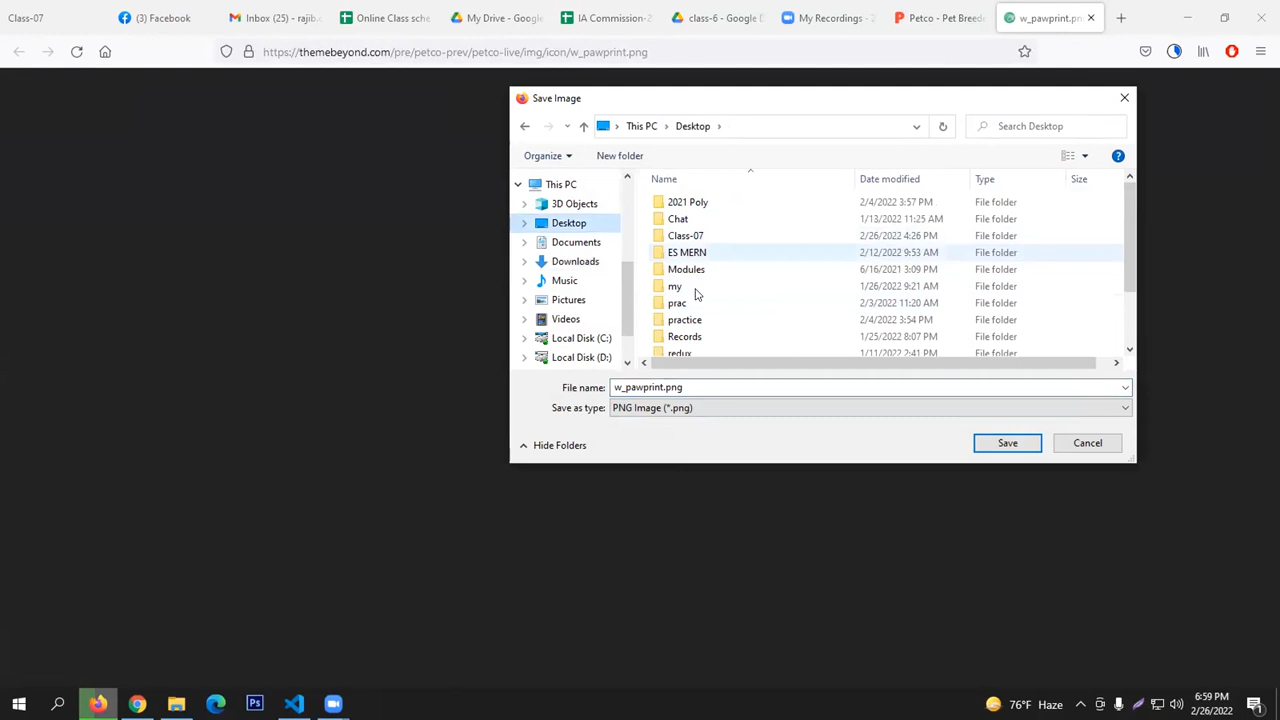 Class-07
(3) Facebook
Inbox (25) - rajib.
Online Class sche
My Drive - Google
IA Commission-2
class-6 - Google D
My Recordings - Z
Petco - Pet Breede
w_pawprint.pn
https://themebeyond.com/pre/petco-prev/petco-live/img/icon/w_pawprint.png
Save Image
This PC > Desktop >
Search Desktop
Organize
New folder
Name Date modified Type Size
This PC
3D Objects
Desktop
Documents
Downloads
Music
Pictures
Videos
Local Disk (C:)
Local Disk (D:)
2021 Poly 2/4/2022 3:57 PM File folder
Chat 1/13/2022 11:25 AM File folder
Class-07 2/26/2022 4:26 PM File folder
ES MERN 2/12/2022 9:53 AM File folder
Modules 6/16/2021 3:09 PM File folder
my 1/26/2022 9:21 AM File folder
prac 2/3/2022 11:20 AM File folder
practice 2/4/2022 3:54 PM File folder
Records 1/25/2022 8:07 PM File folder
redux 1/11/2022 2:41 PM File folder
File name: w_pawprint.png
Save as type: PNG Image (*.png)
Hide Folders
Save
Cancel
76°F Haze
6:59 PM
2/26/2022